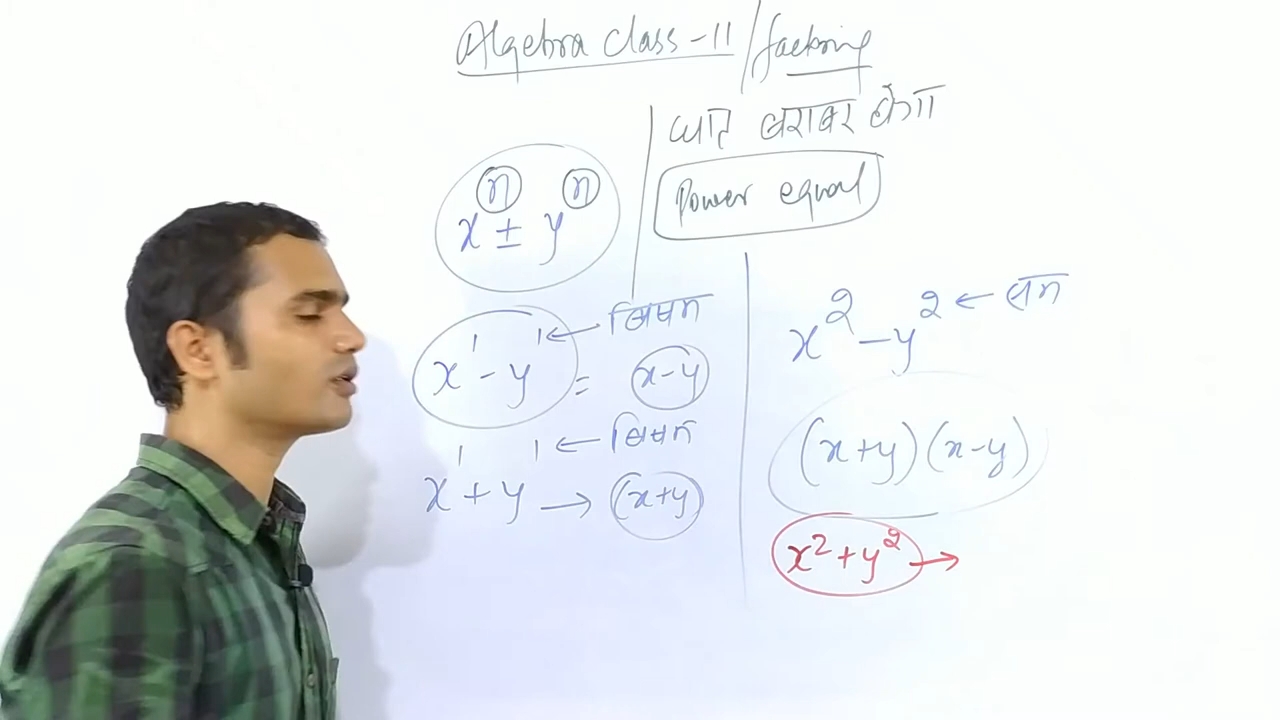 Algebra class-11/factoring
घात बराबर होगा
Power equal
xⁿ ± yⁿ
x¹ - y¹ ← विषम
= x-y
x¹ + y¹ ← विषम
→ (x+y)
x² - y² ← सम
(x+y)(x-y)
x² + y² →